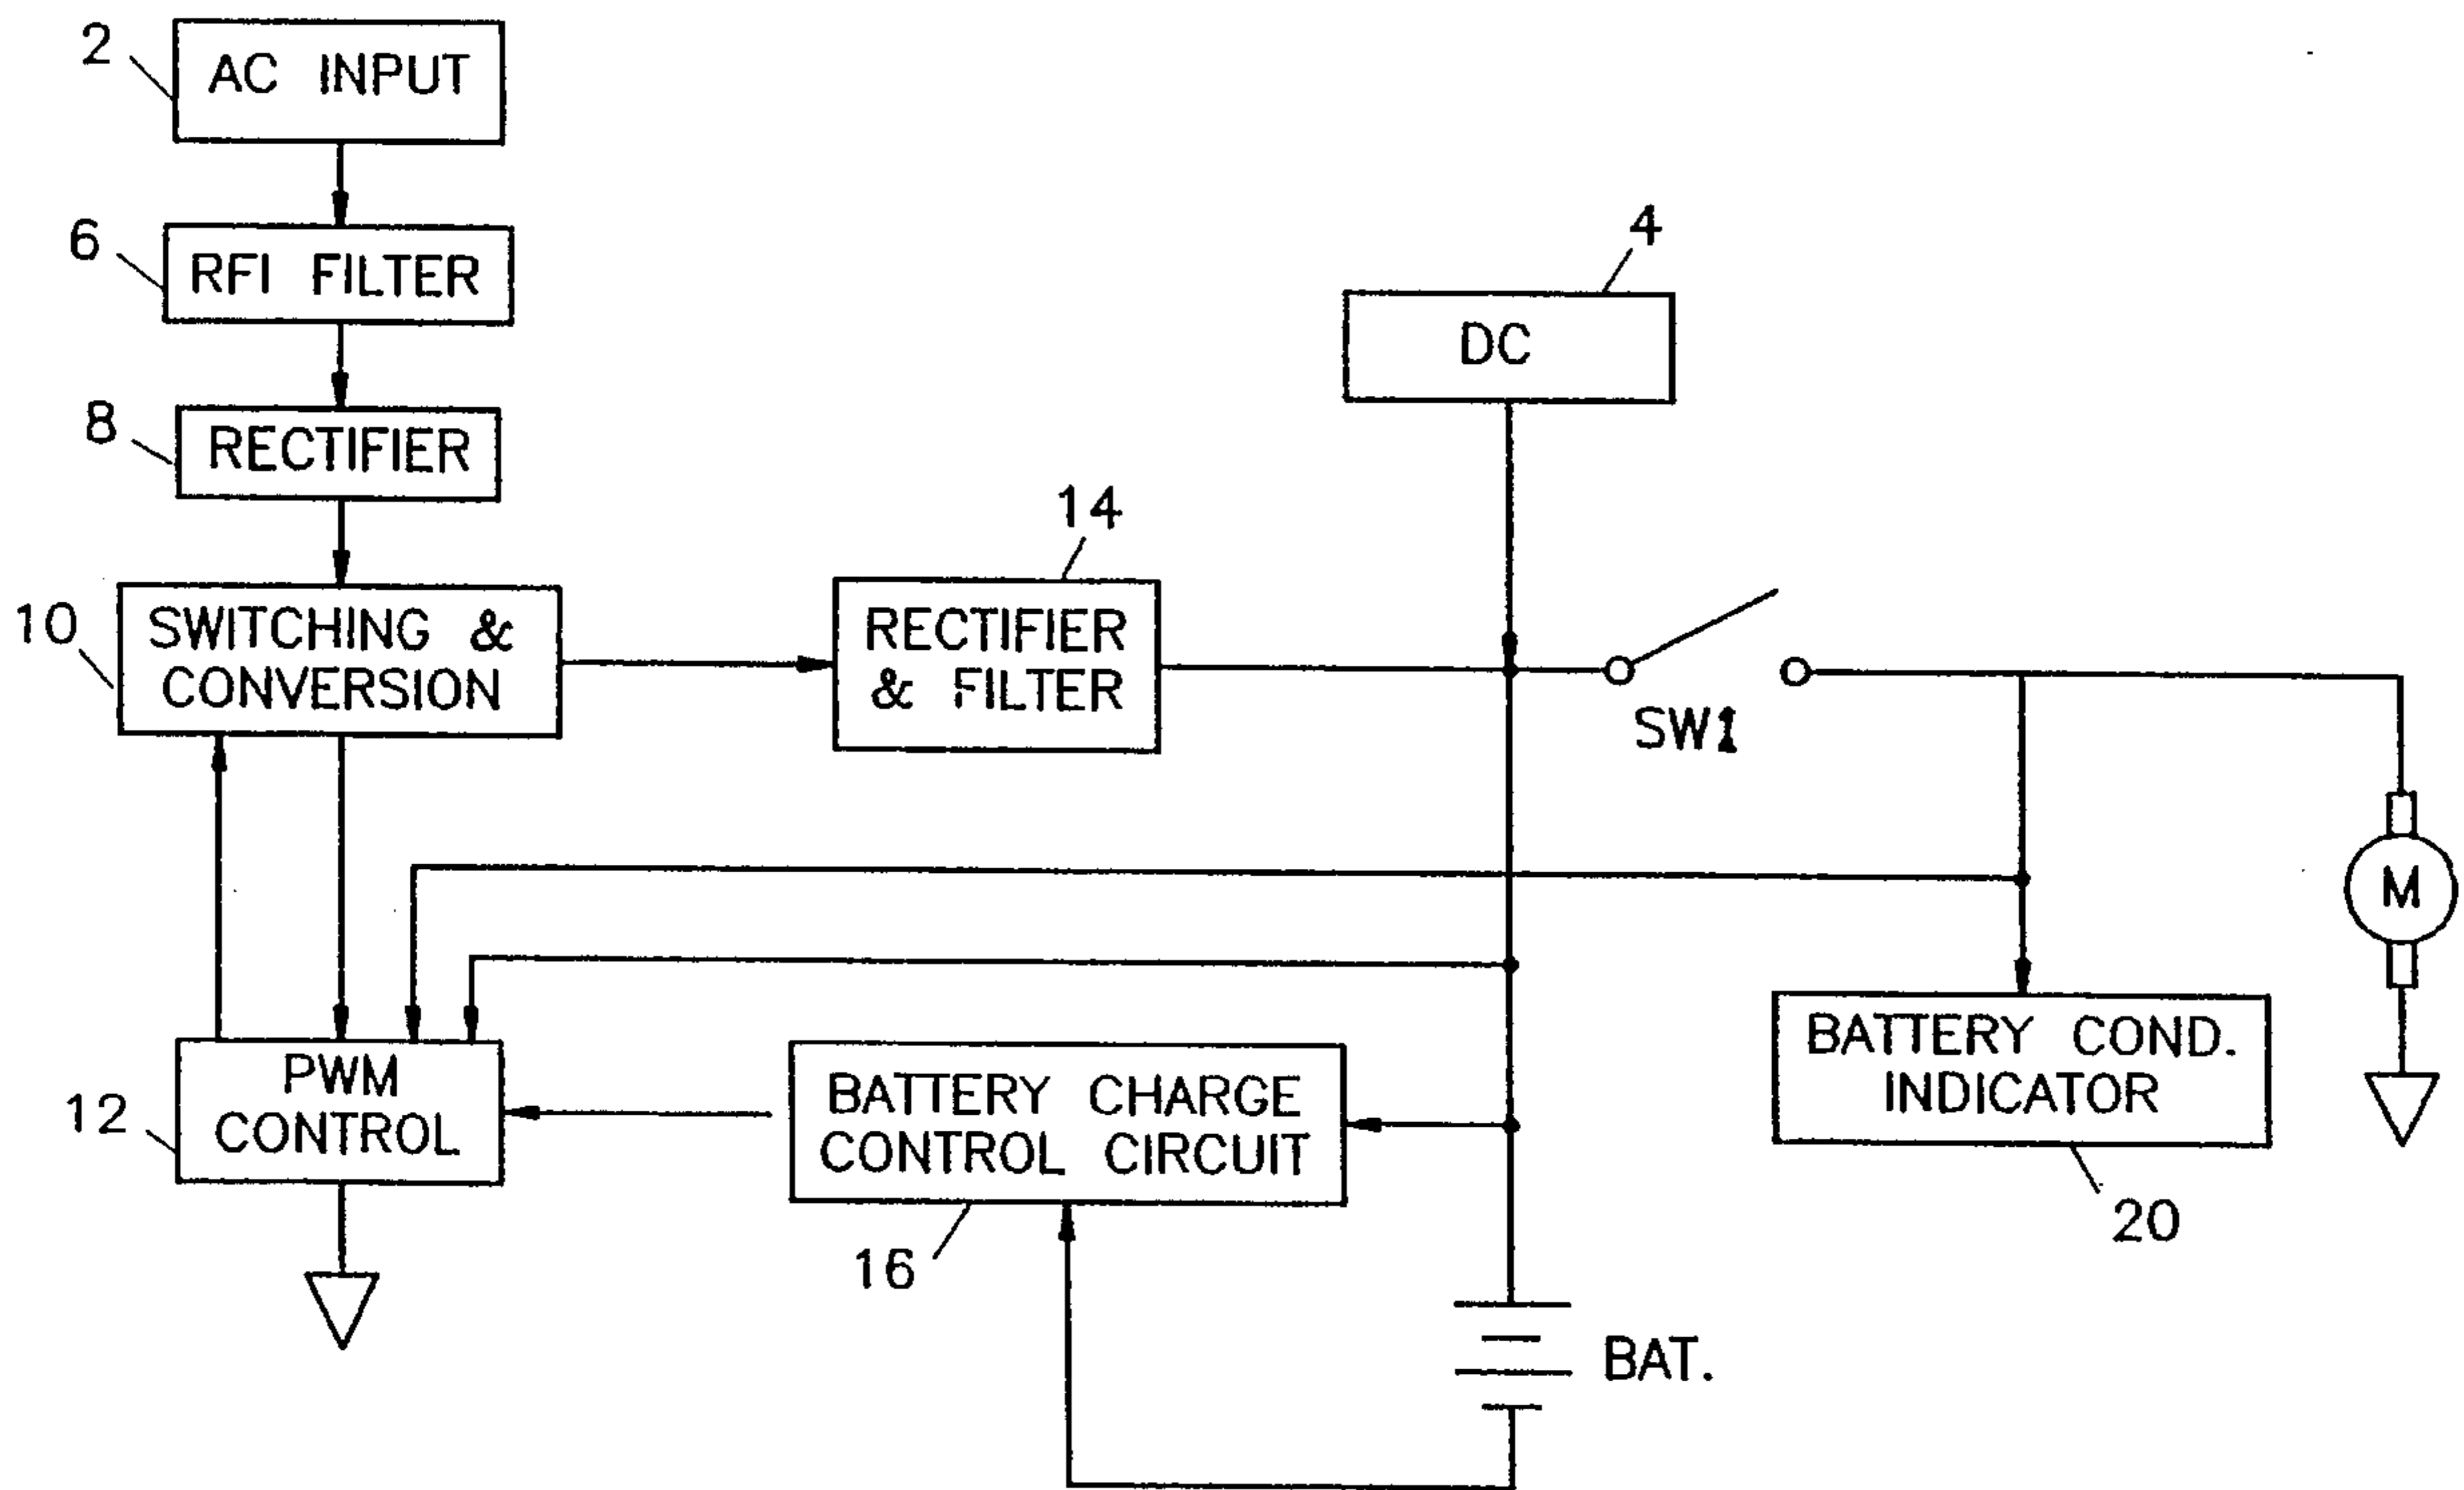 2
AC INPUT
6
RFI FILTER
4
DC
8
RECTIFIER
14
10
SWITCHING &
CONVERSION
RECTIFIER
& FILTER
SW1
M
12
PWM
CONTROL
BATTERY CHARGE
CONTROL CIRCUIT
16
BATTERY COND.
INDICATOR
20
BAT.